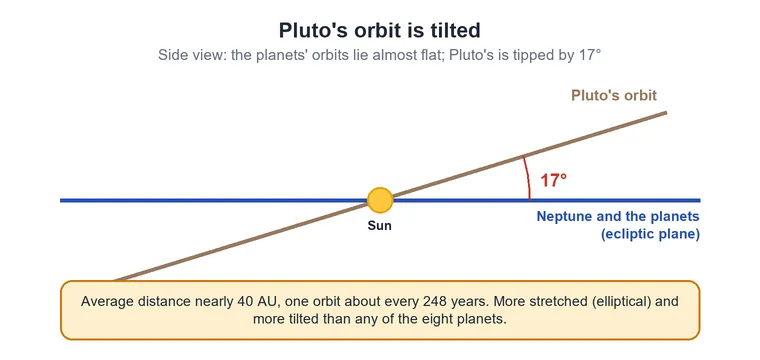 Pluto's orbit is tilted
Side view: the planets' orbits lie almost flat; Pluto's is tipped by 17°
Pluto's orbit
17°
Neptune and the planets
(ecliptic plane)
Sun
Average distance nearly 40 AU, one orbit about every 248 years. More stretched (elliptical) and
more tilted than any of the eight planets.